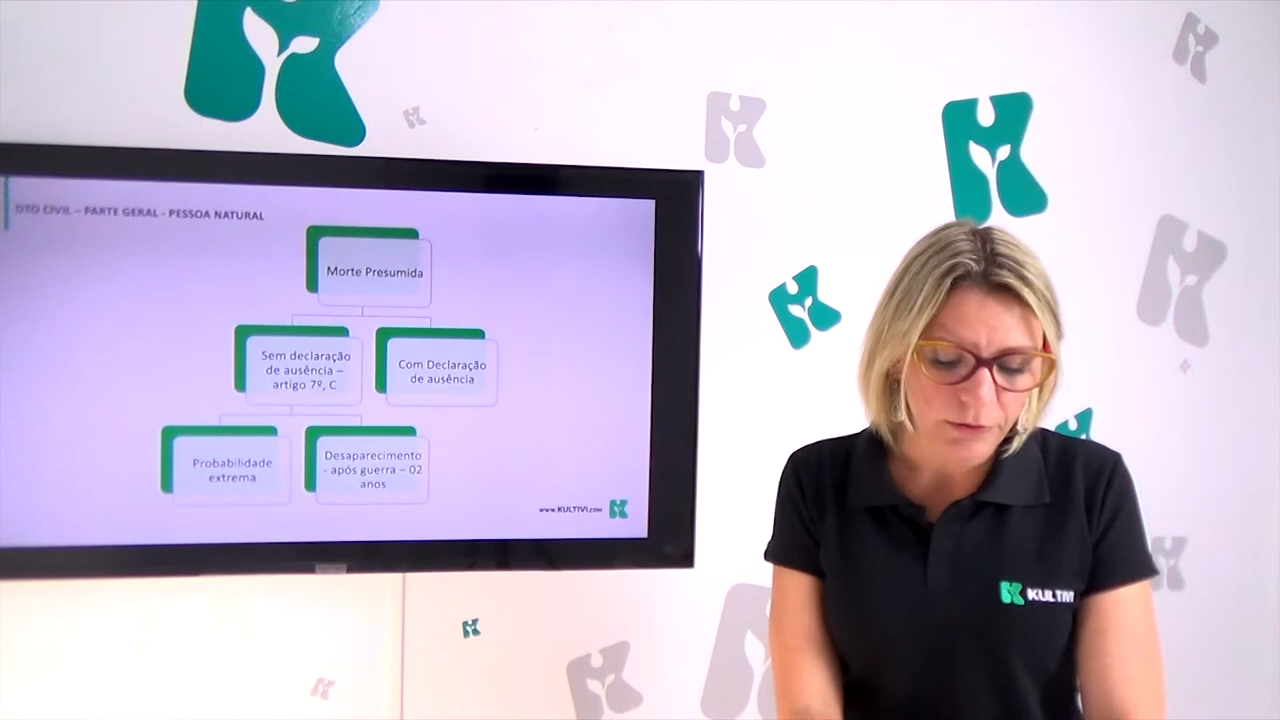 DTO CIVIL – PARTE GERAL - PESSOA NATURAL
Morte Presumida
Sem declaração
de ausência –
artigo 7º, C
Com Declaração
de ausência
Probabilidade
extrema
Desaparecimento
- após guerra – 02
anos
www.KULTIVI.com
KULTIVI